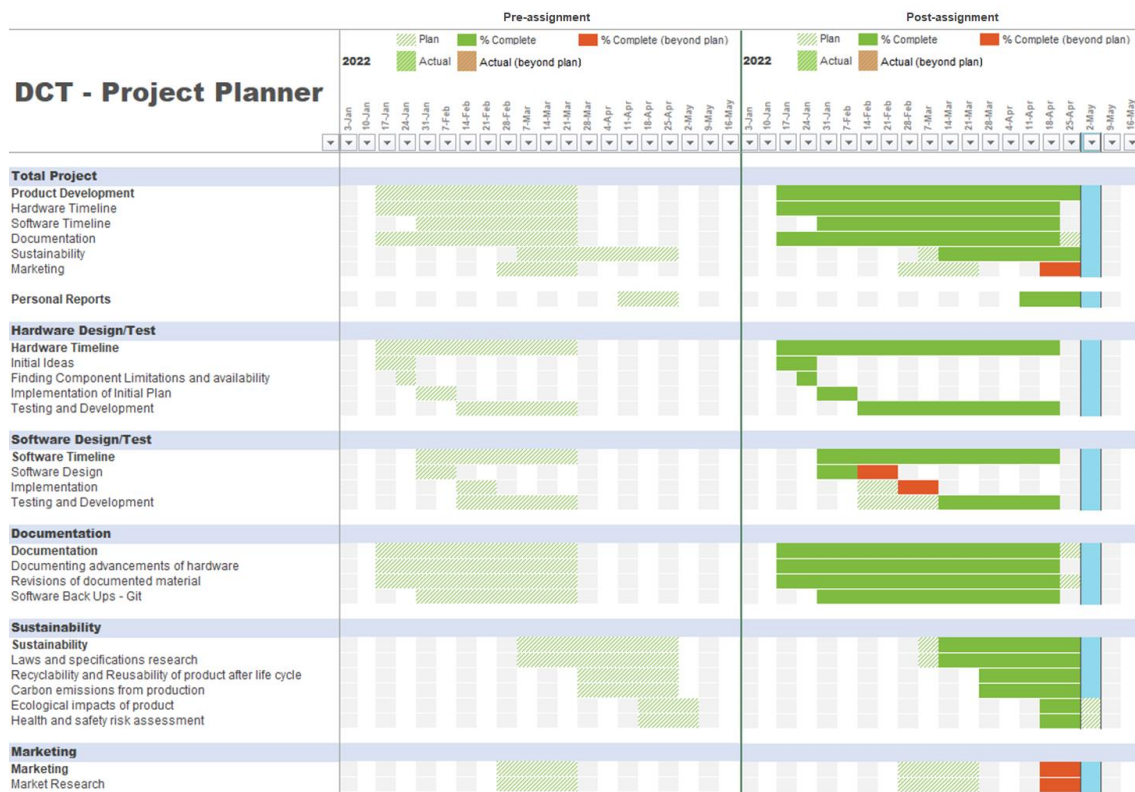 Pre-assignment Post-assignment
Plan % Complete % Complete (beyond plan) Plan % Complete % Complete (beyond plan)
2022 Actual Actual (beyond plan) 2022 Actual Actual (beyond plan)
DCT - Project Planner
3-Jan 10-Jan 17-Jan 24-Jan 31-Jan 7-Feb 14-Feb 21-Feb 28-Feb 7-Mar 14-Mar 21-Mar 28-Mar 4-Apr 11-Apr 18-Apr 25-Apr 2-May 9-May 16-May 3-Jan 10-Jan 17-Jan 24-Jan 31-Jan 7-Feb 14-Feb 21-Feb 28-Feb 7-Mar 14-Mar 21-Mar 28-Mar 4-Apr 11-Apr 18-Apr 25-Apr 2-May 9-May 16-May
Total Project
Product Development
Hardware Timeline
Software Timeline
Documentation
Sustainability
Marketing
Personal Reports
Hardware Design/Test
Hardware Timeline
Initial Ideas
Finding Component Limitations and availability
Implementation of Initial Plan
Testing and Development
Software Design/Test
Software Timeline
Software Design
Implementation
Testing and Development
Documentation
Documentation
Documenting advancements of hardware
Revisions of documented material
Software Back Ups - Git
Sustainability
Sustainability
Laws and specifications research
Recyclability and Reusability of product after life cycle
Carbon emissions from production
Ecological impacts of product
Health and safety risk assessment
Marketing
Marketing
Market Research